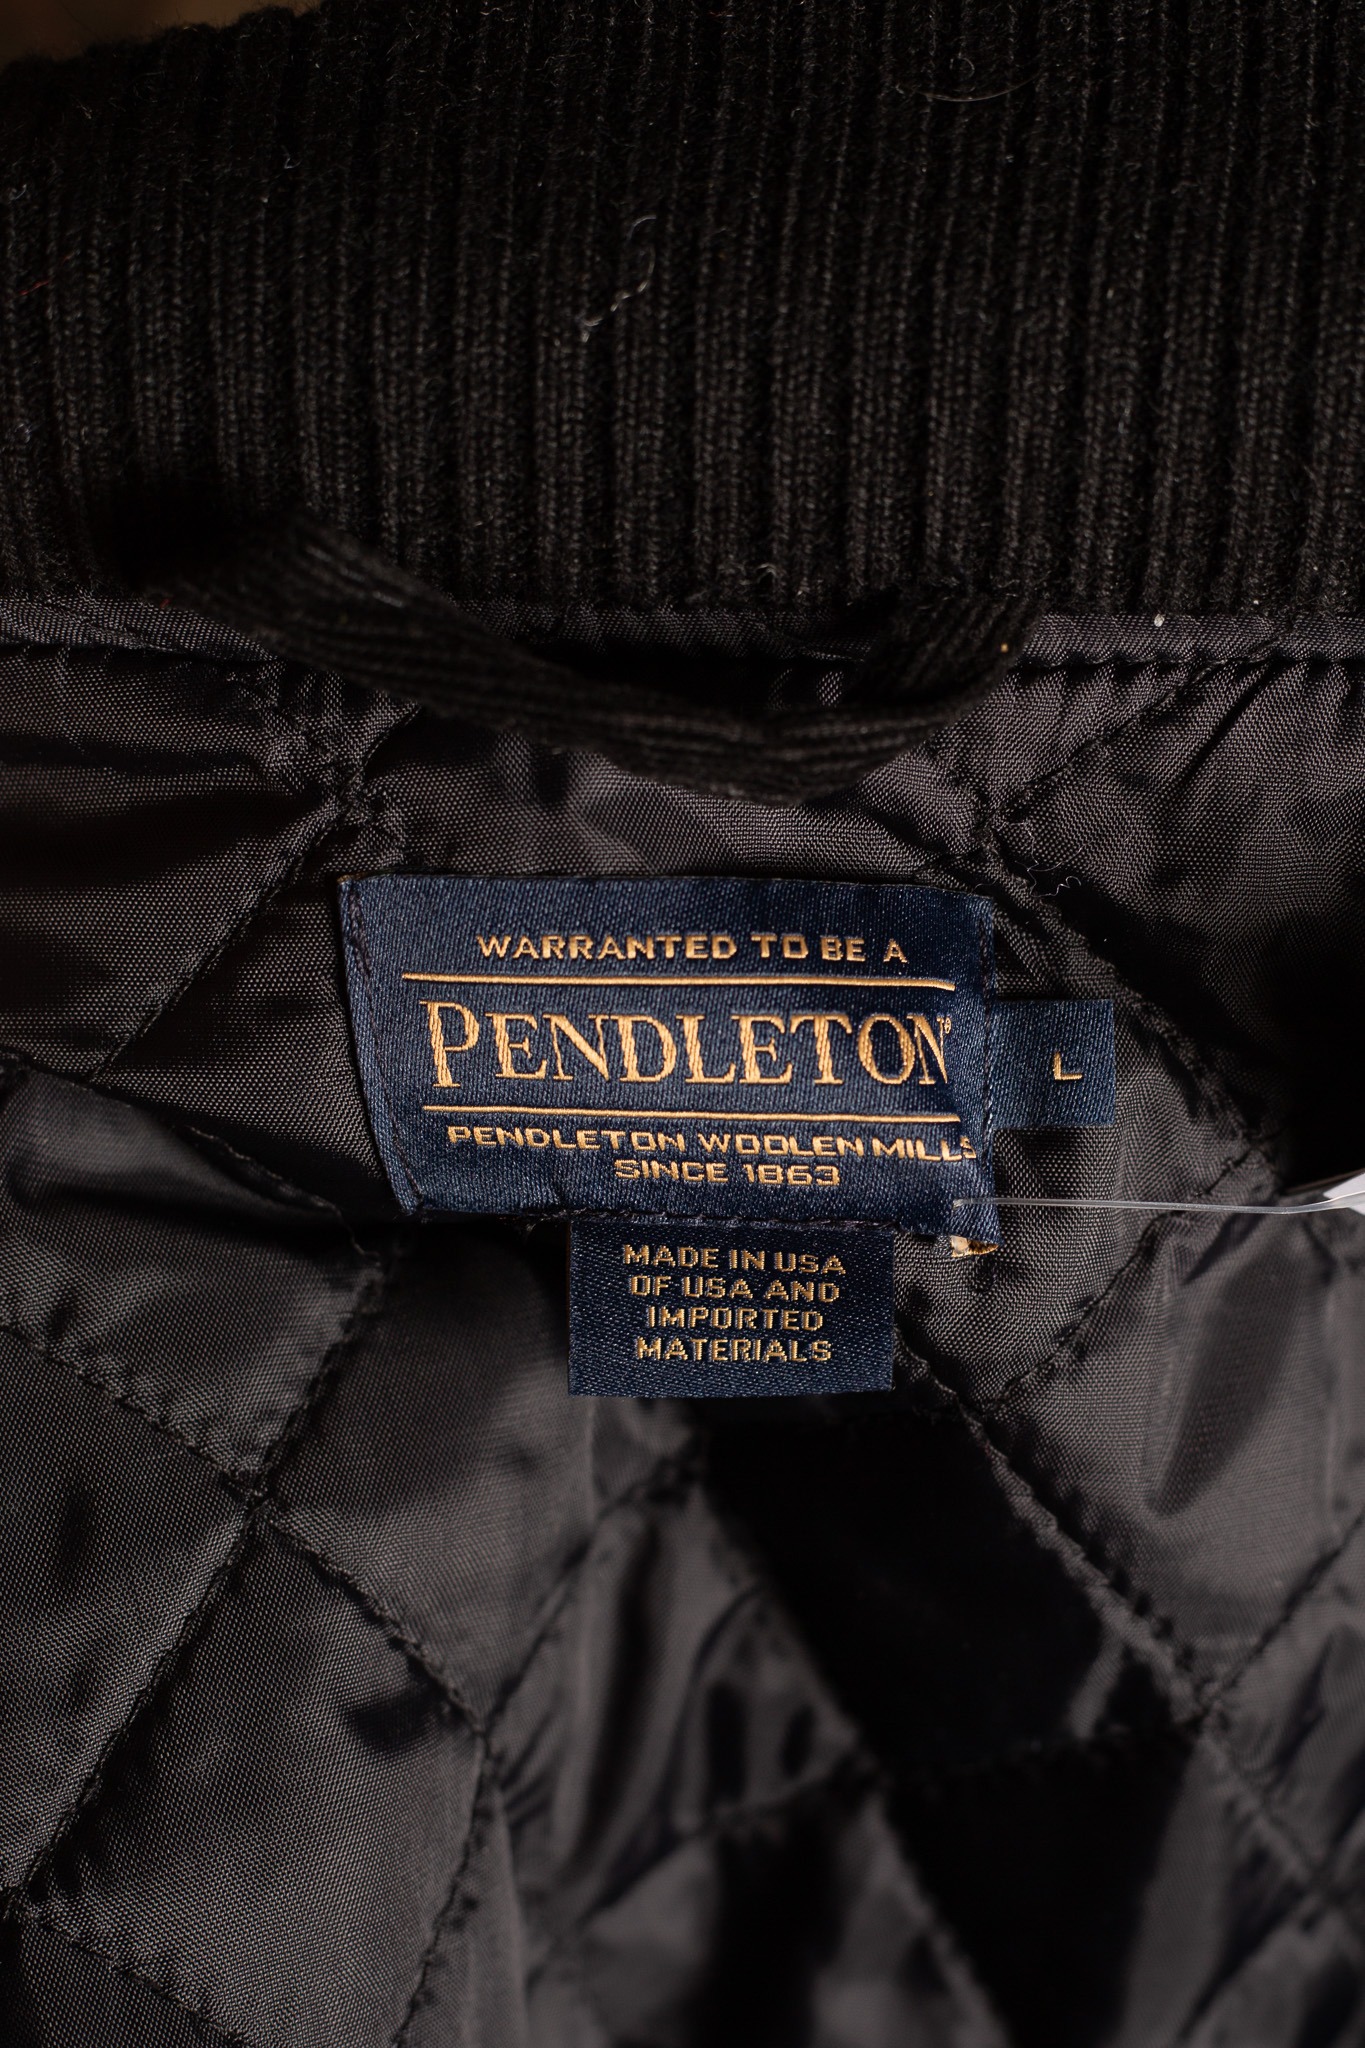 WARRANTED TO BE A
PENDLETON®
PENDLETON WOOLEN MILLS
SINCE 1863
L
MADE IN USA
OF USA AND
IMPORTED
MATERIALS